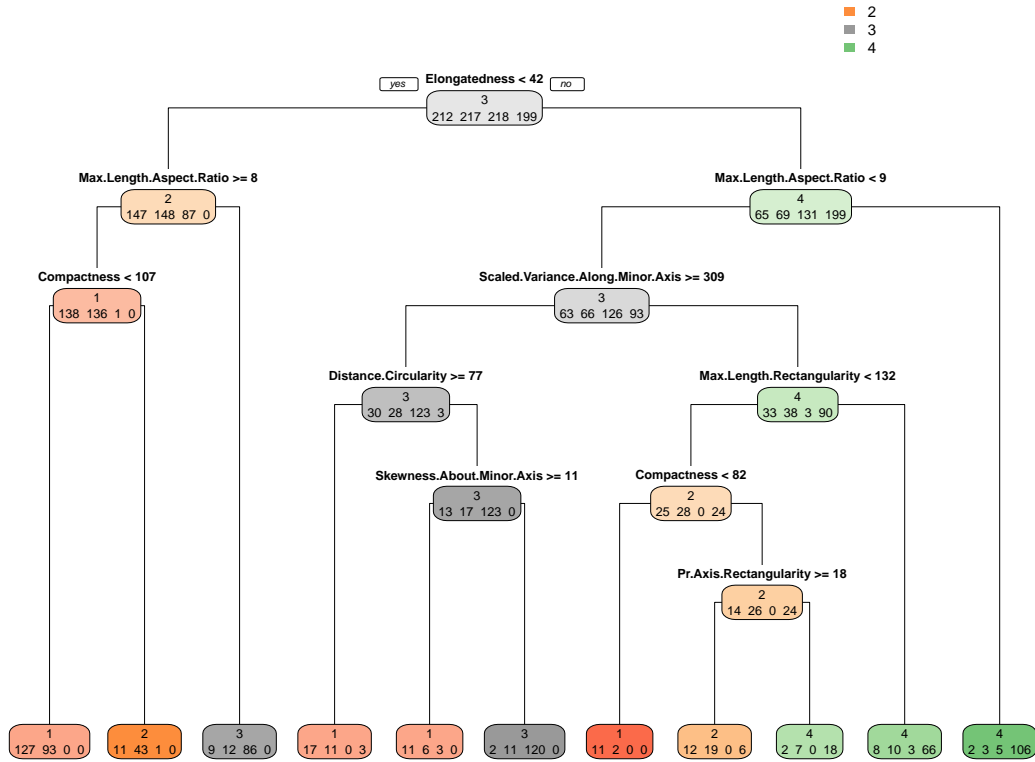 2
3
4
Elongatedness < 42
yes
no
3
212 217 218 199
Max.Length.Aspect.Ratio >= 8
2
147 148 87 0
Max.Length.Aspect.Ratio < 9
4
65 69 131 199
Compactness < 107
1
138 136 1 0
Scaled.Variance.Along.Minor.Axis >= 309
3
63 66 126 93
Distance.Circularity >= 77
3
30 28 123 3
Max.Length.Rectangularity < 132
4
33 38 3 90
Skewness.About.Minor.Axis >= 11
3
13 17 123 0
Compactness < 82
2
25 28 0 24
Pr.Axis.Rectangularity >= 18
2
14 26 0 24
1
127 93 0 0
2
11 43 1 0
3
9 12 86 0
1
17 11 0 3
1
11 6 3 0
3
2 11 120 0
1
11 2 0 0
2
12 19 0 6
4
2 7 0 18
4
8 10 3 66
4
2 3 5 106